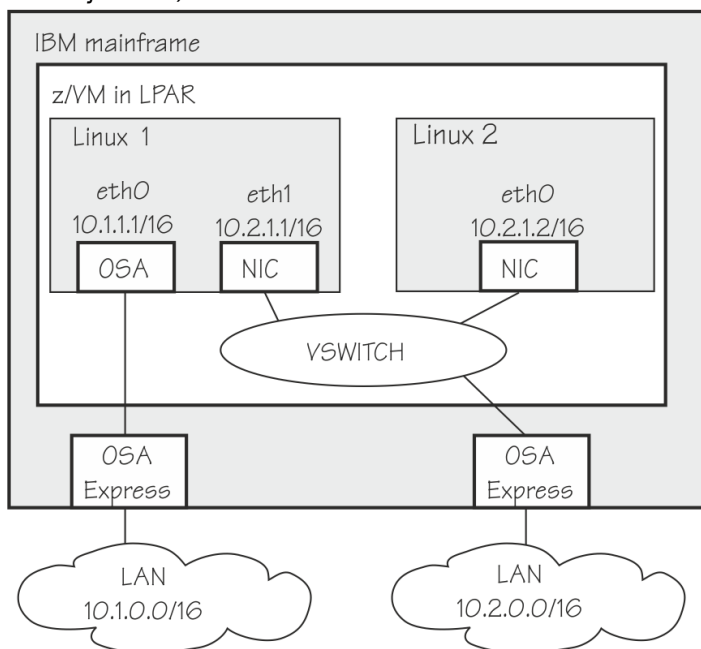 IBM mainframe
z/VM in LPAR
Linux 1
eth0
10.1.1.1/16
OSA
eth1
10.2.1.1/16
NIC
Linux 2
eth0
10.2.1.2/16
NIC
VSWITCH
OSA
Express
OSA
Express
LAN
10.1.0.0/16
LAN
10.2.0.0/16